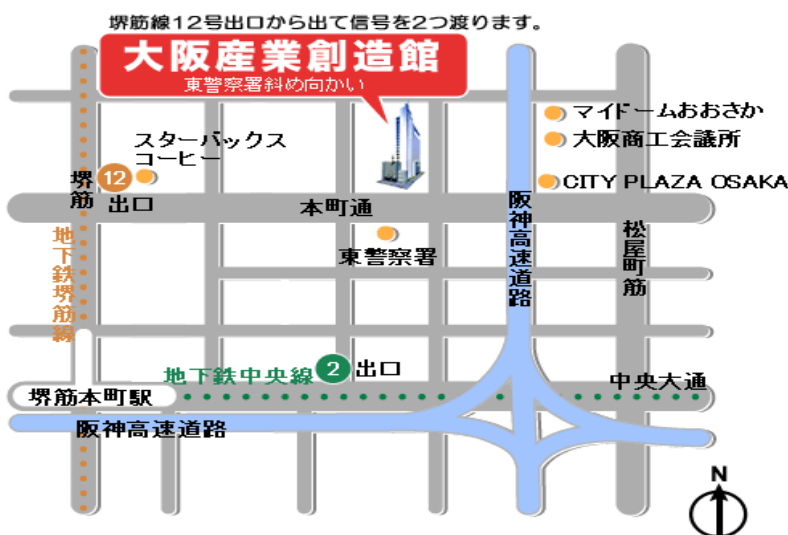 堺筋線12号出口から出て信号を2つ渡ります。
大阪産業創造館
東警察署斜め向かい
マイドームおおさか
大阪商工会議所
スターバックス
コーヒー
CITY PLAZA OSAKA
堺筋
12
出口
本町通
阪神高速道路
松屋町筋
地下鉄堺筋線
東警察署
地下鉄中央線
2
出口
中央大通
堺筋本町駅
阪神高速道路
N